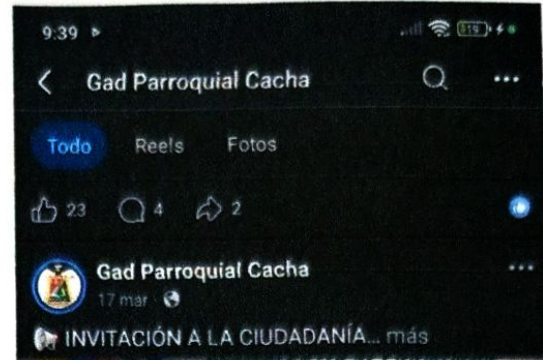 9:39
Gad Parroquial Cacha
Todo Reels Fotos
23 4 2
Gad Parroquial Cacha
17 mar
INVITACIÓN A LA CIUDADANÍA... más